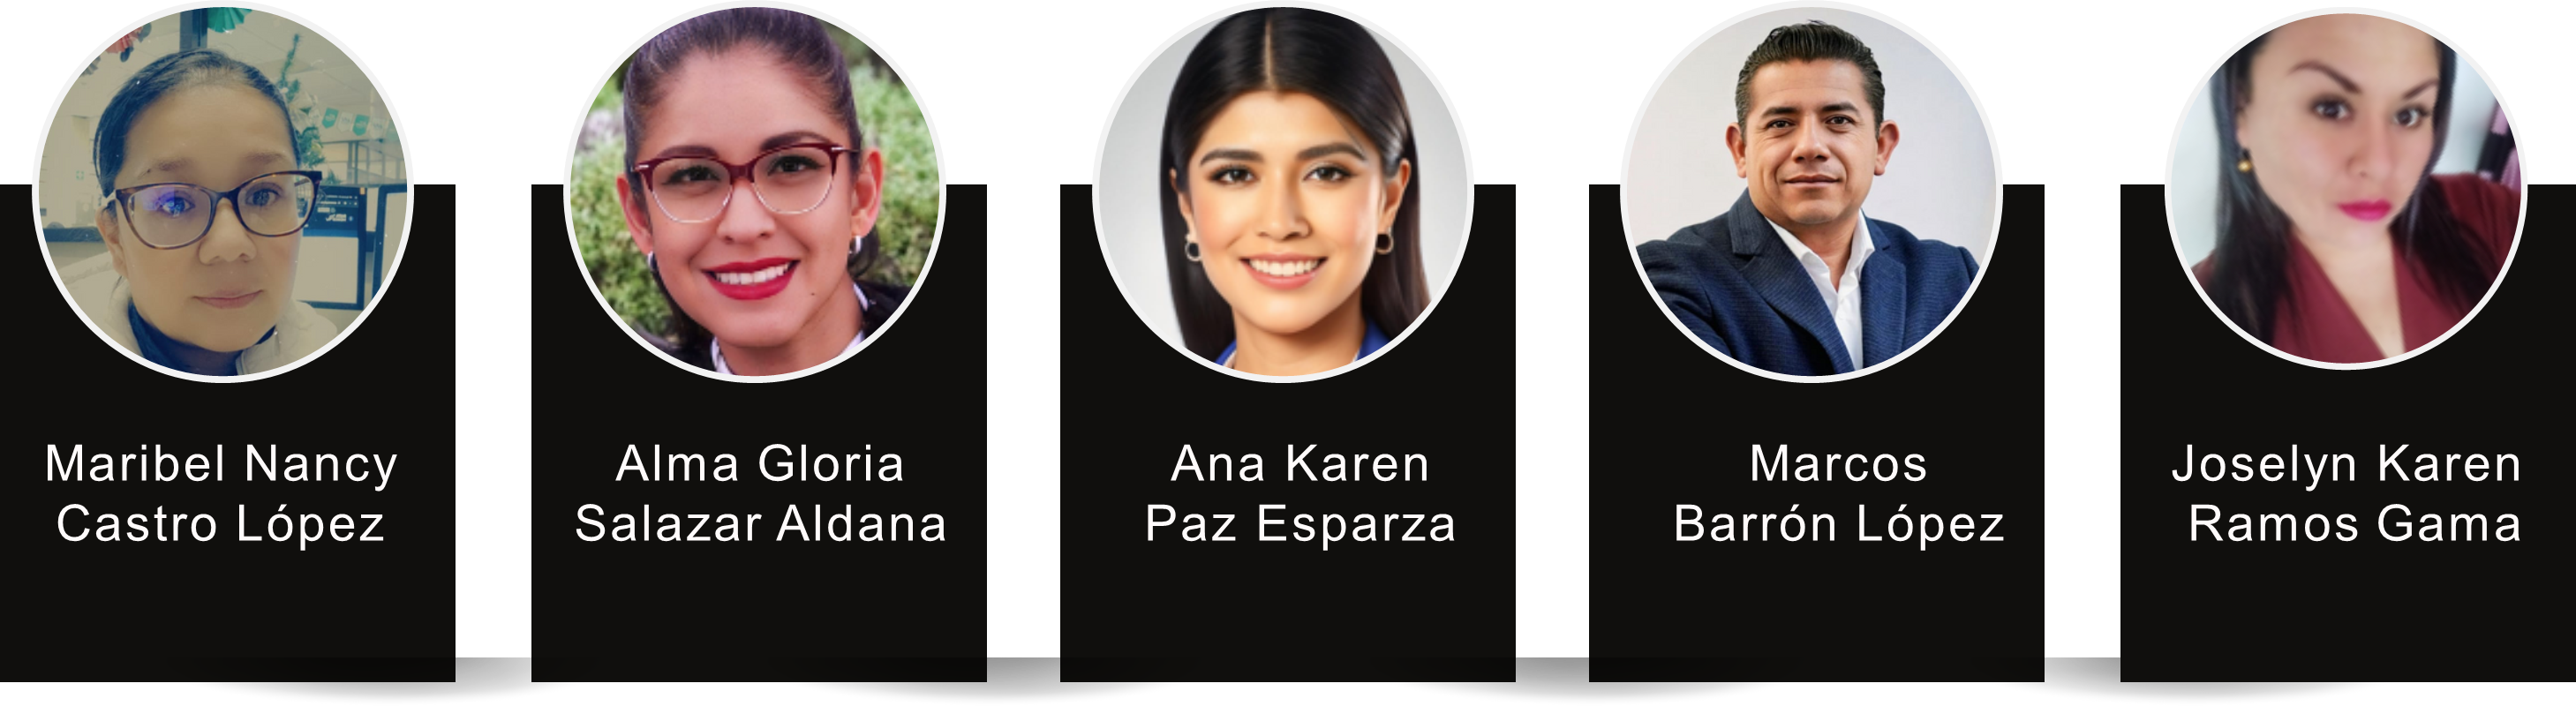 Maribel Nancy
Castro López
Alma Gloria
Salazar Aldana
Ana Karen
Paz Esparza
Marcos
Barrón López
Joselyn Karen
Ramos Gama